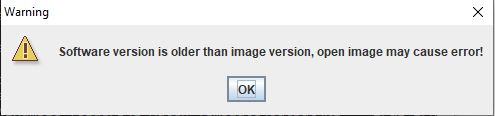 Warning
Software version is older than image version, open image may cause error!
OK